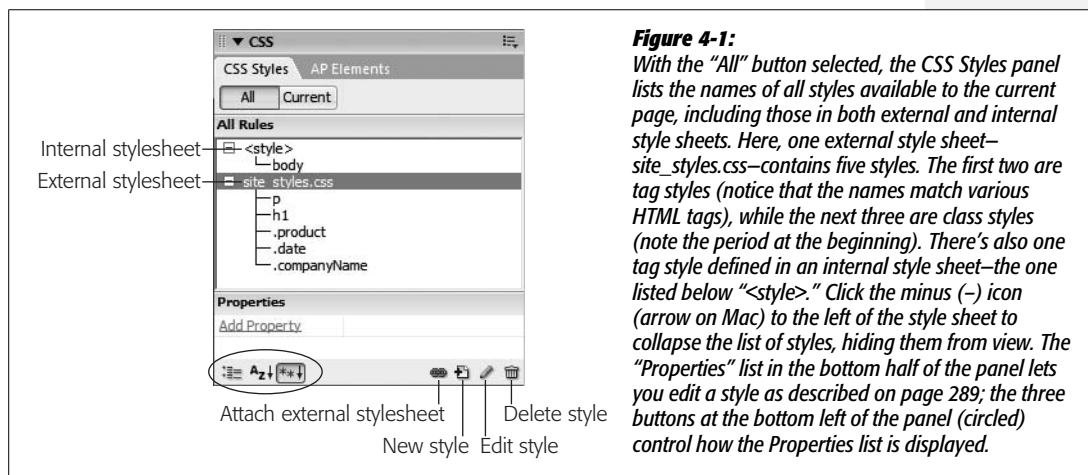 CSS
CSS Styles AP Elements
All Current
All Rules
Internal stylesheet
<style>
body
External stylesheet
site_styles.css
p
h1
.product
.date
.companyName
Properties
Add Property
Attach external stylesheet
New style
Edit style
Delete style
Figure 4-1:
With the “All” button selected, the CSS Styles panel
lists the names of all styles available to the current
page, including those in both external and internal
style sheets. Here, one external style sheet—
site_styles.css—contains five styles. The first two are
tag styles (notice that the names match various
HTML tags), while the next three are class styles
(note the period at the beginning). There’s also one
tag style defined in an internal style sheet—the one
listed below “<style>.” Click the minus (–) icon
(arrow on Mac) to the left of the style sheet to
collapse the list of styles, hiding them from view. The
“Properties” list in the bottom half of the panel lets
you edit a style as described on page 289; the three
buttons at the bottom left of the panel (circled)
control how the Properties list is displayed.